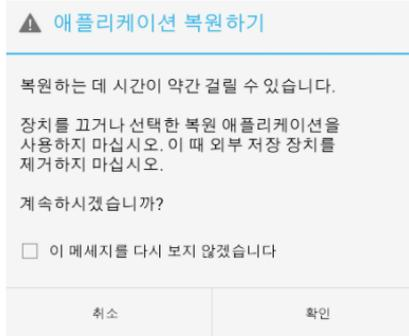 애플리케이션 복원하기
복원하는 데 시간이 약간 걸릴 수 있습니다.
장치를 끄거나 선택한 복원 애플리케이션을
사용하지 마십시오. 이 때 외부 저장 장치를
제거하지 마십시오.
계속하시겠습니까?
이 메세지를 다시 보지 않겠습니다
취소
확인